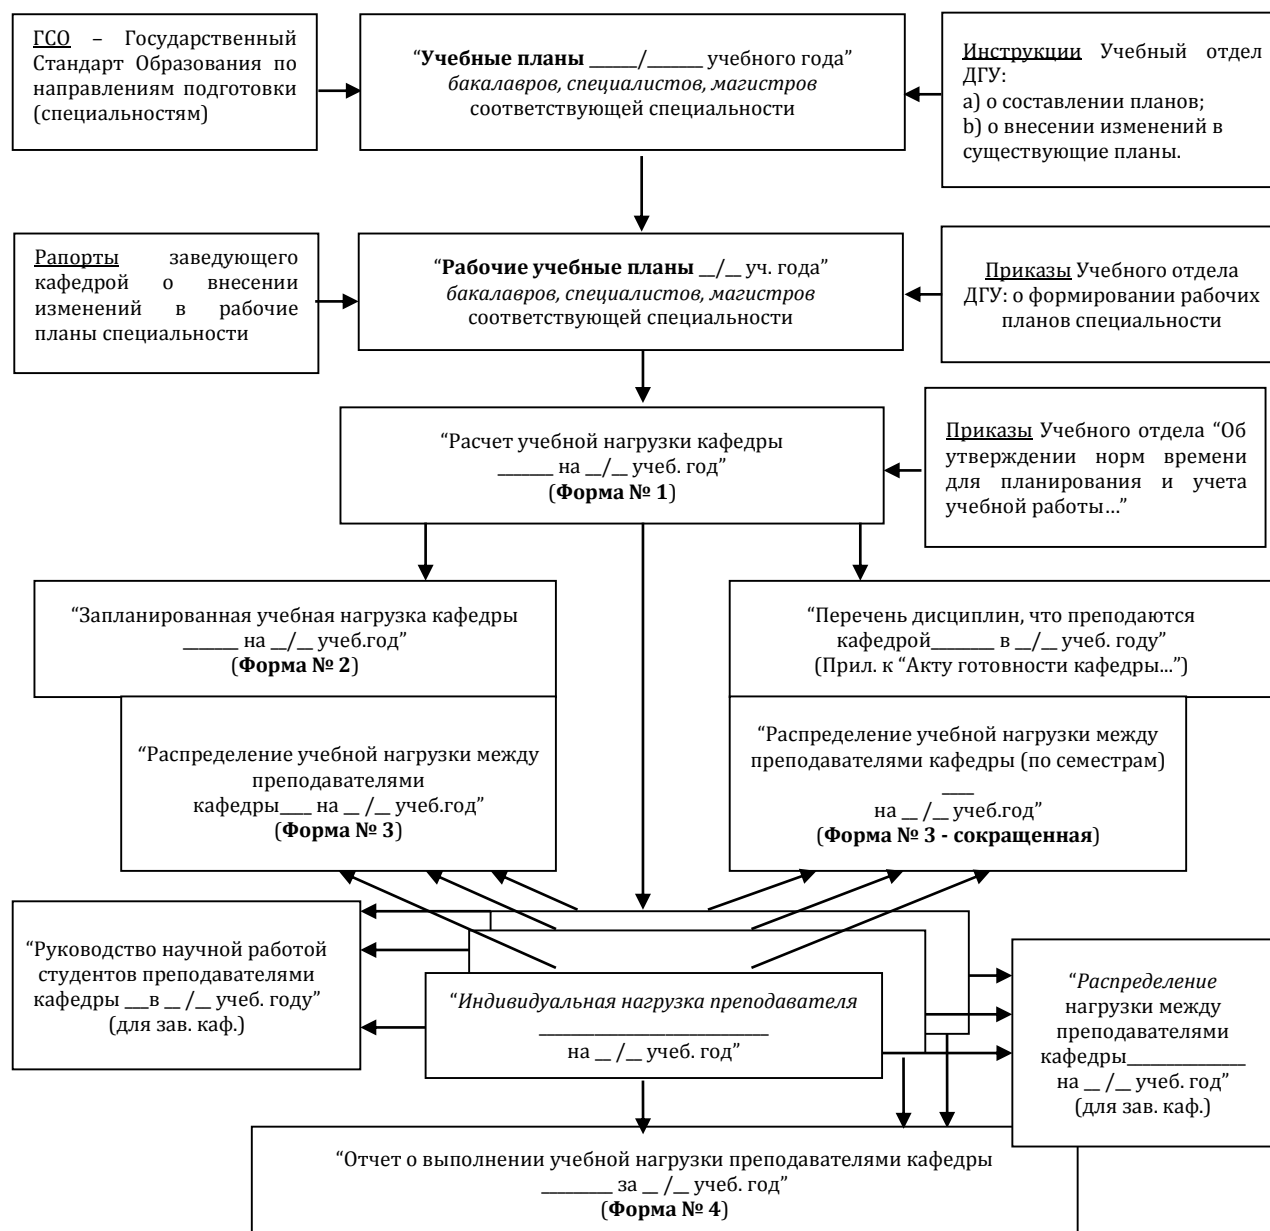 ГСО – Государственный
Стандарт Образования по
направлениям подготовки
(специальностям)
“Учебные планы ______/_______ учебного года”
бакалавров, специалистов, магистров
соответствующей специальности
Инструкции Учебный отдел
ДГУ:
a) о составлении планов;
b) о внесении изменений в
существующие планы.
Рапорты заведующего
кафедрой о внесении
изменений в рабочие
планы специальности
“Рабочие учебные планы __/__ уч. года”
бакалавров, специалистов, магистров
соответствующей специальности
Приказы Учебного отдела
ДГУ: о формировании рабочих
планов специальности
“Расчет учебной нагрузки кафедры
_______ на __/__ учеб. год”
(Форма № 1)
Приказы Учебного отдела “Об
утверждении норм времени
для планирования и учета
учебной работы…”
“Запланированная учебная нагрузка кафедры
_______ на __/__ учеб.год”
(Форма № 2)
“Перечень дисциплин, что преподаются
кафедрой________ в __/__ учеб. году”
(Прил. к “Акту готовности кафедры...”)
“Распределение учебной нагрузки между
преподавателями
кафедры____ на __ /__ учеб.год”
(Форма № 3)
“Распределение учебной нагрузки между
преподавателями кафедры (по семестрам)
____
на __ /__ учеб.год”
(Форма № 3 - сокращенная)
“Руководство научной работой
студентов преподавателями
кафедры ___в __ /__ учеб. году”
(для зав. каф.)
“Индивидуальная нагрузка преподавателя
_________________________
на __ /__ учеб. год”
“Распределение
нагрузки между
преподавателями
кафедры_____________
на __ /__ учеб. год”
(для зав. каф.)
“Отчет о выполнении учебной нагрузки преподавателями кафедры
_________ за __ /__ учеб. год”
(Форма № 4)